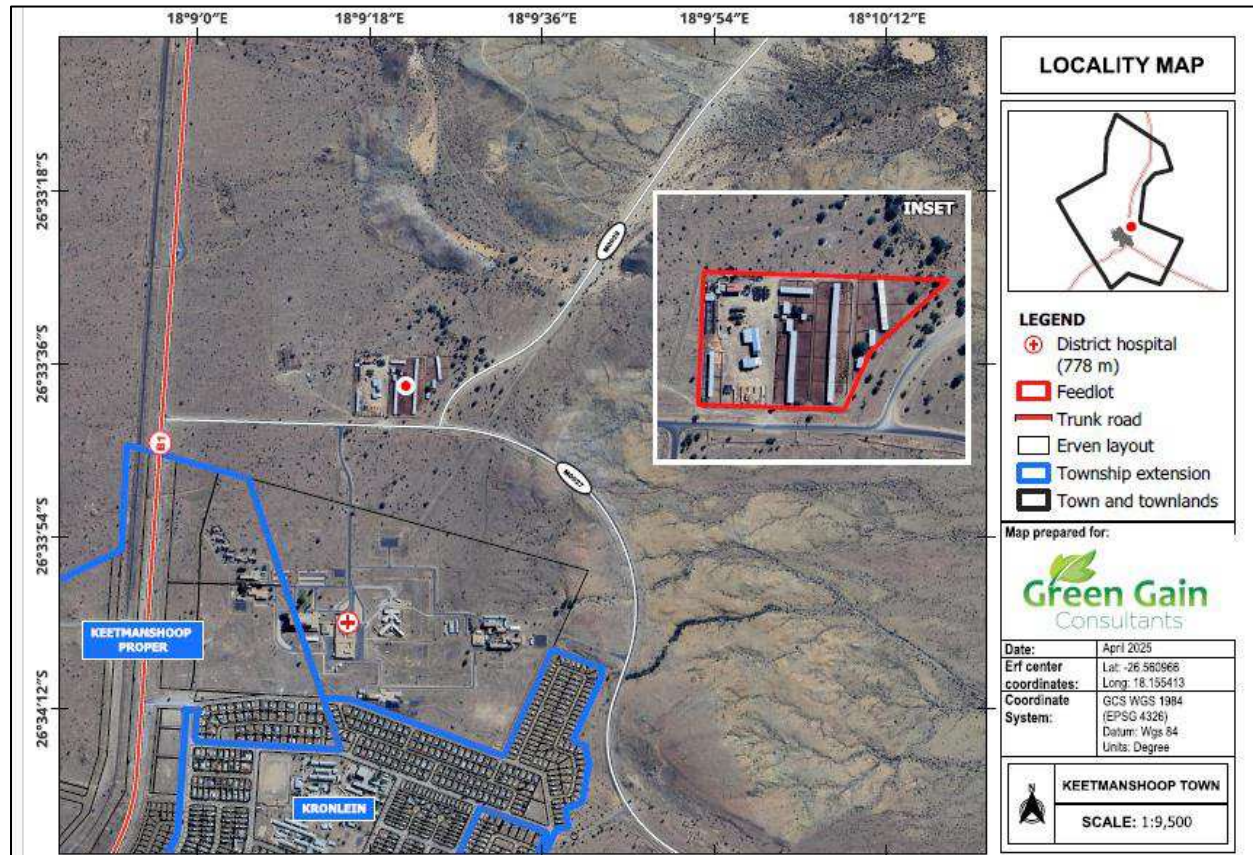 18°9'0"E
18°9'18"E
18°9'36"E
18°9'54"E
18°10'12"E
26°33'18"S
26°33'36"S
26°33'54"S
26°34'12"S
INSET
B1
M0027
KEETMANSHOOP
PROPER
KRONLEIN
LOCALITY MAP
LEGEND
District hospital
(778 m)
Feedlot
Trunk road
Erven layout
Township extension
Town and townlands
Map prepared for:
Green Gain
Consultants
Date: April 2025
Erf center Lat: -26.560966
coordinates: Long: 18.155413
Coordinate GCS WGS 1984
System: (EPSG 4326)
Datum: Wgs 84
Units: Degree
N
KEETMANSHOOP TOWN
SCALE: 1:9,500